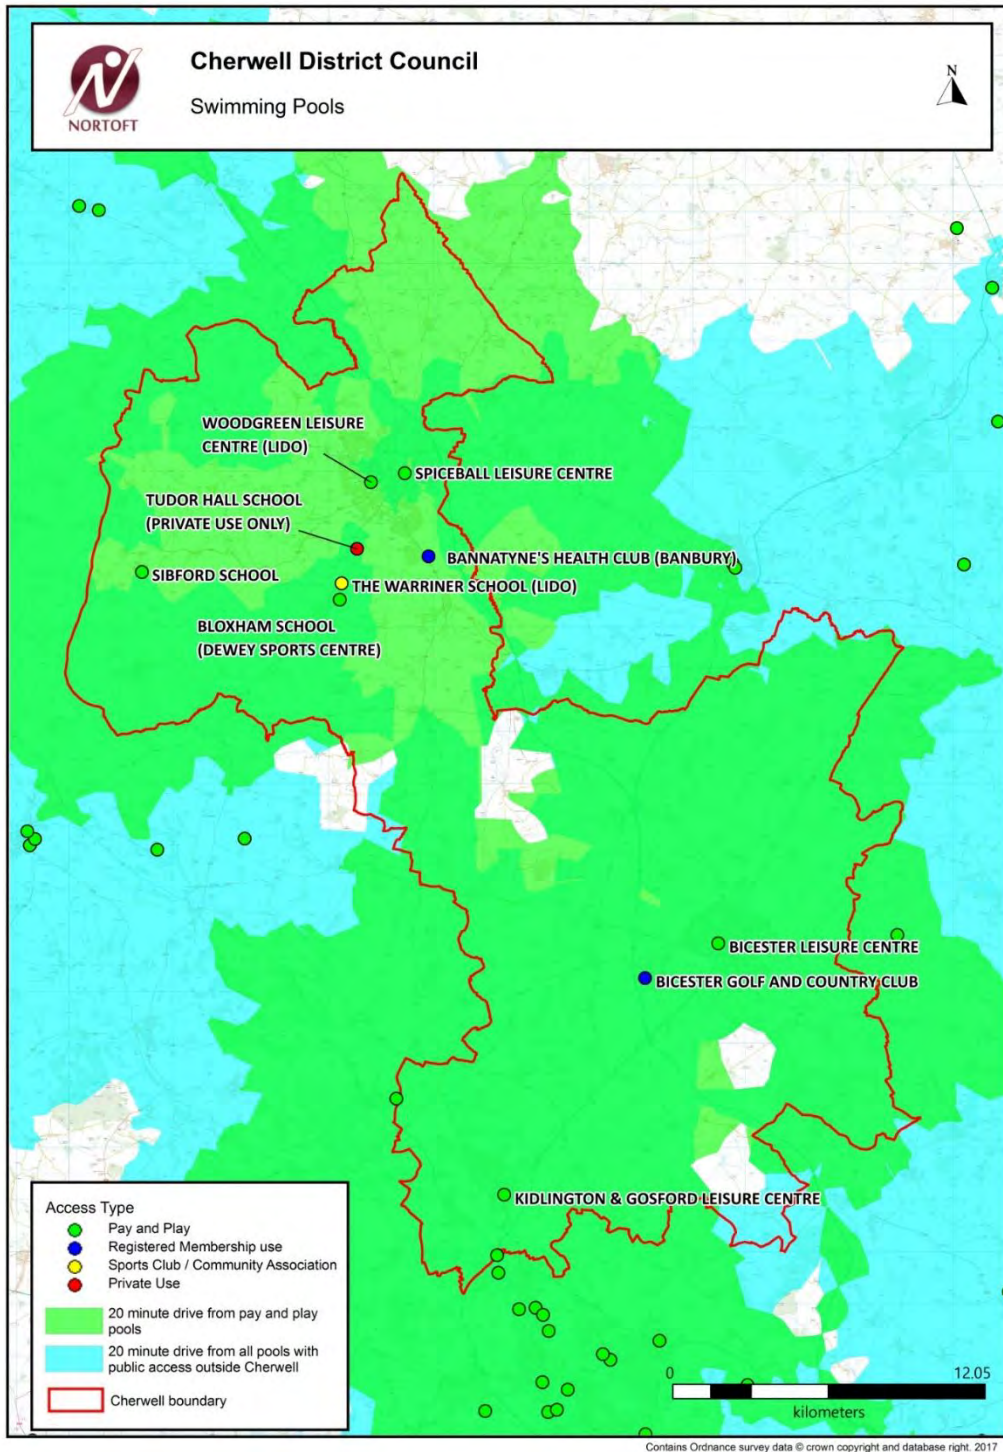 Cherwell District Council
Swimming Pools
NORTOFT
N
WOODGREEN LEISURE
CENTRE (LIDO)
SPICEBALL LEISURE CENTRE
TUDOR HALL SCHOOL
(PRIVATE USE ONLY)
BANNATYNE'S HEALTH CLUB (BANBURY)
SIBFORD SCHOOL
THE WARRINER SCHOOL (LIDO)
BLOXHAM SCHOOL
(DEWEY SPORTS CENTRE)
BICESTER LEISURE CENTRE
BICESTER GOLF AND COUNTRY CLUB
KIDLINGTON & GOSFORD LEISURE CENTRE
Access Type
Pay and Play
Registered Membership use
Sports Club / Community Association
Private Use
20 minute drive from pay and play
pools
20 minute drive from all pools with
public access outside Cherwell
Cherwell boundary
0 12.05
kilometers
Contains Ordnance survey data © crown copyright and database right. 2017